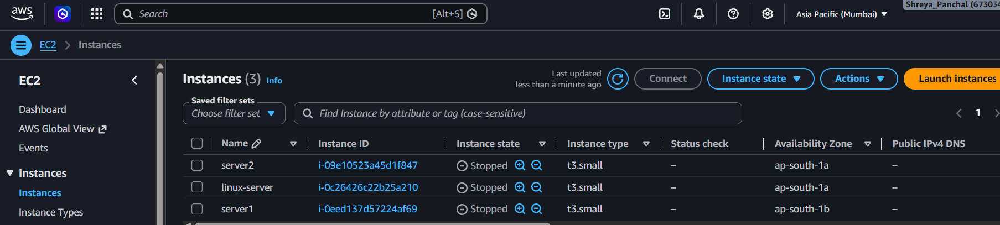 aws Search [Alt+S] Asia Pacific (Mumbai) Shreya_Panchal (673034
EC2 Instances
EC2
Dashboard
AWS Global View
Events
Instances
Instances
Instance Types
Instances (3) Info
Last updated
less than a minute ago
Connect Instance state Actions Launch instances
Saved filter sets
Choose filter set Find Instance by attribute or tag (case-sensitive) 1
Name Instance ID Instance state Instance type Status check Availability Zone Public IPv4 DNS
server2 i-09e10523a45d1f847 Stopped t3.small – ap-south-1a –
linux-server i-0c26426c22b25a210 Stopped t3.small – ap-south-1a –
server1 i-0eed137d57224af69 Stopped t3.small – ap-south-1b –